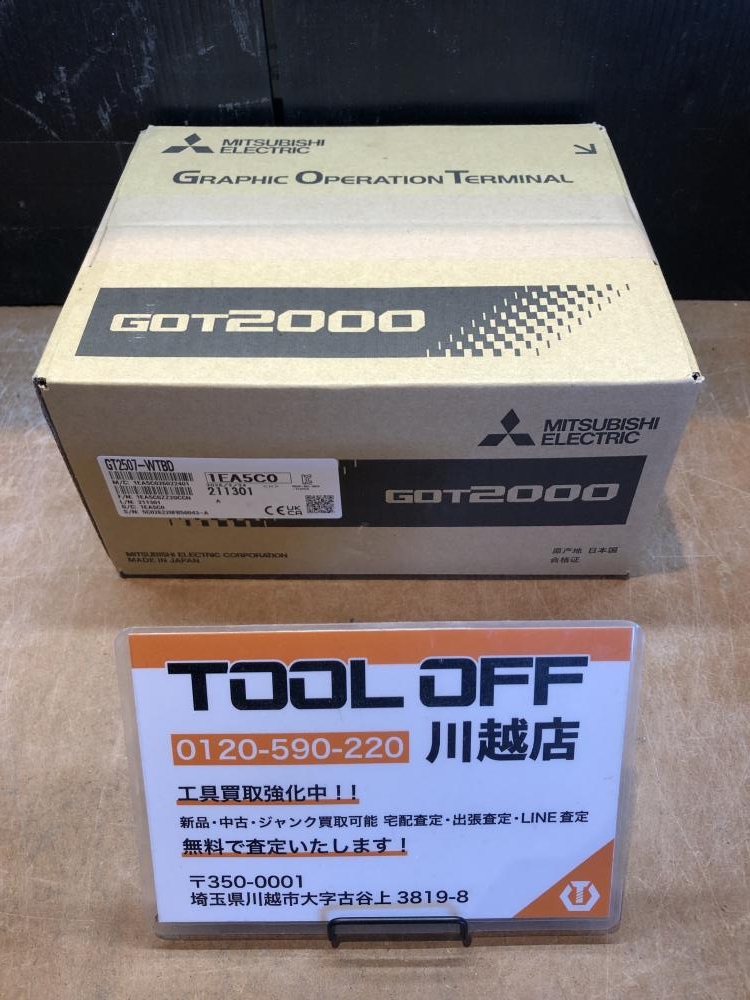 MITSUBISHI
ELECTRIC
GRAPHIC OPERATION TERMINAL
GOT2000
MITSUBISHI
ELECTRIC
GOT2000
GT2507-WTBD
1EA5C0
211301
A
CE UK CA
MITSUBISHI ELECTRIC CORPORATION
MADE IN JAPAN
原产地 日本国
合格证
TOOL OFF
0120-590-220 川越店
工具買取強化中!!
新品・中古・ジャンク買取可能 宅配査定・出張査定・LINE査定
無料で査定いたします!
〒350-0001
埼玉県川越市大字古谷上 3819-8